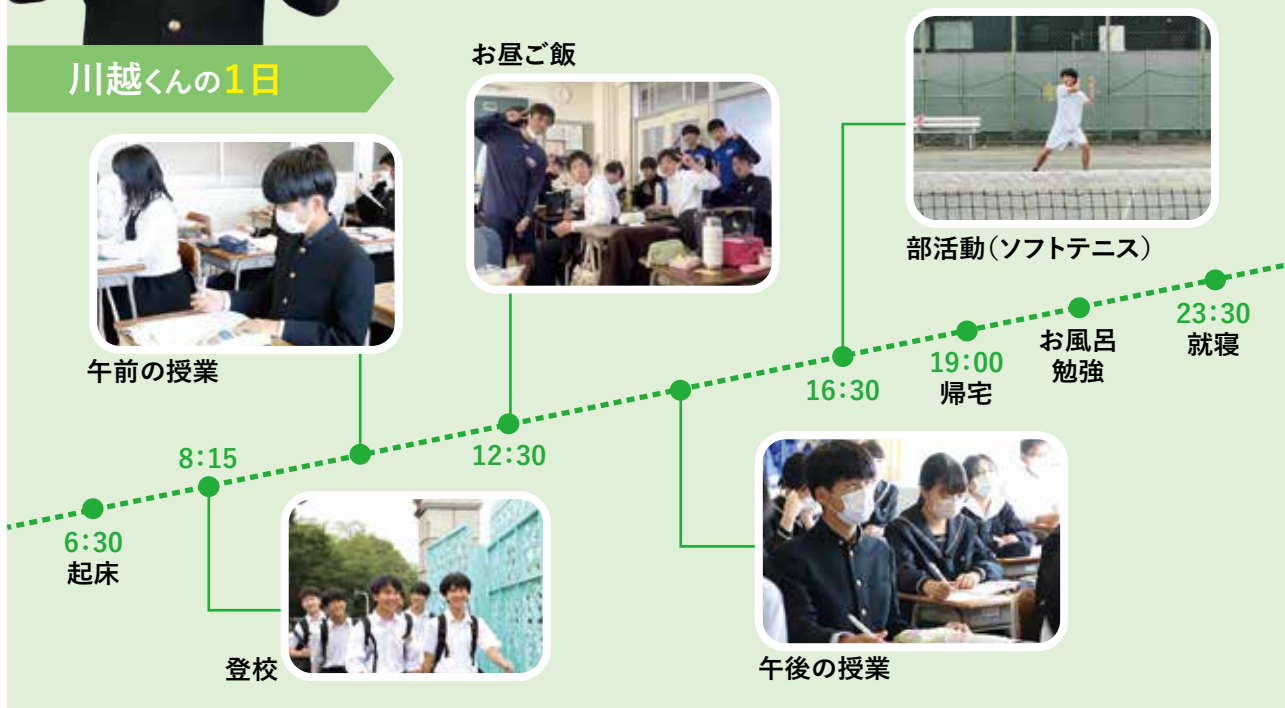 川越くんの1日
6:30
起床
8:15
登校
午前の授業
お昼ご飯
12:30
午後の授業
部活動（ソフトテニス）
16:30
19:00
帰宅
お風呂
勉強
23:30
就寝